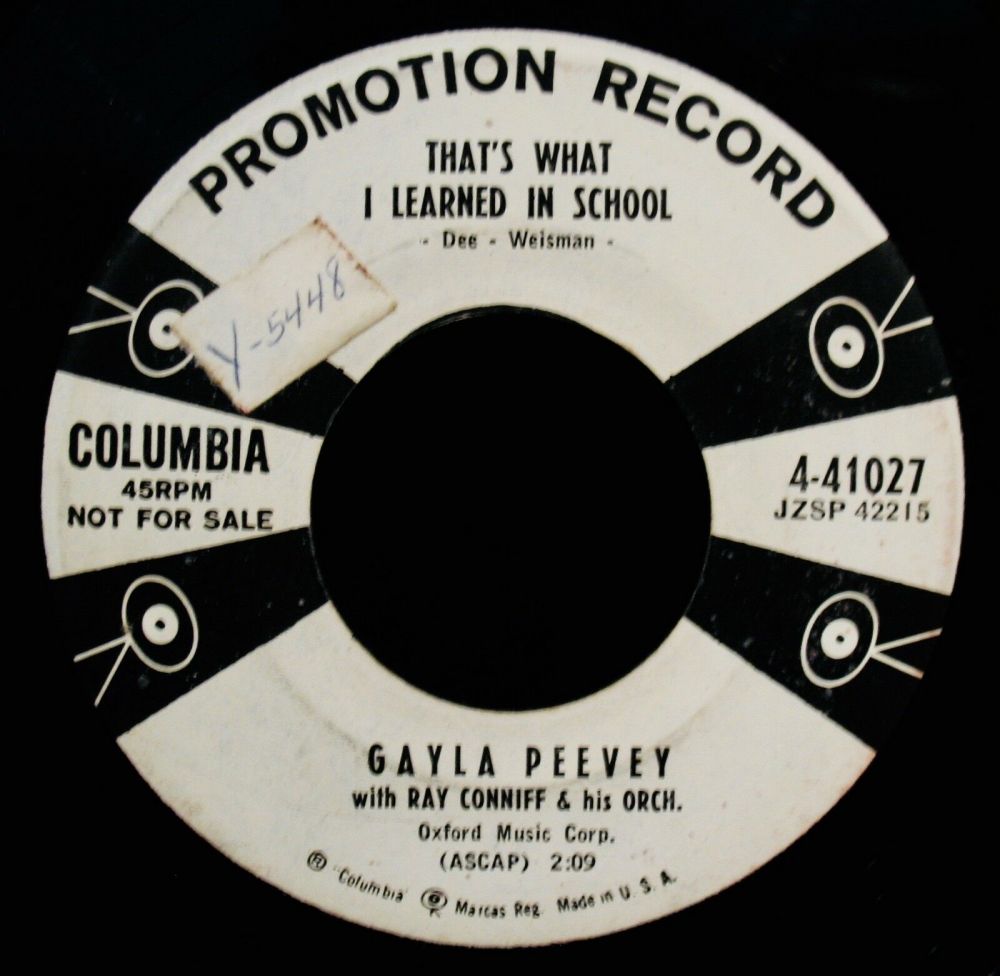 PROMOTION RECORD
THAT'S WHAT
I LEARNED IN SCHOOL
- Dee - Weisman -
Y-5448
COLUMBIA
45RPM
NOT FOR SALE
4-41027
JZSP 42215
GAYLA PEEVEY
with RAY CONNIFF & his ORCH.
Oxford Music Corp.
(ASCAP) 2:09
® "Columbia" Marcas Reg. Made in U. S. A.